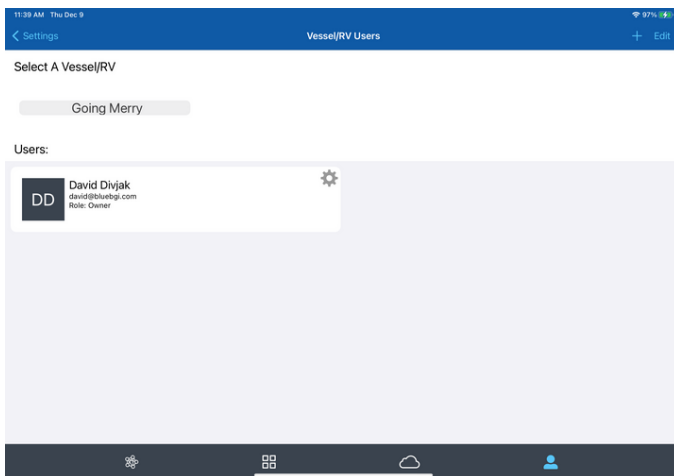 11:39 AM Thu Dec 9
97%
Settings
Vessel/RV Users
Edit
Select A Vessel/RV
Going Merry
Users:
DD
David Divjak
david@bluebgi.com
Role: Owner